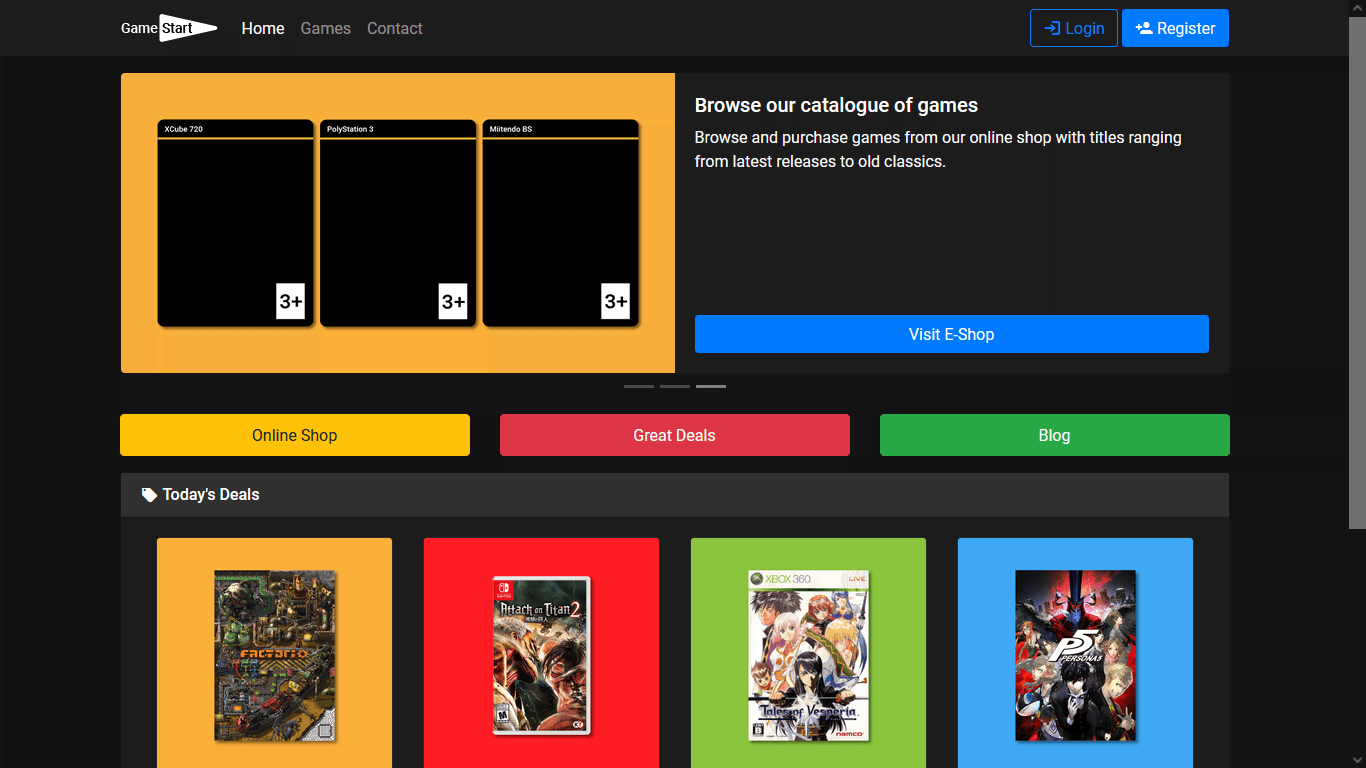 Game Start
Home
Games
Contact
Login
Register
XCube 720
PolyStation 3
Miitendo BS
3+
3+
3+
Browse our catalogue of games
Browse and purchase games from our online shop with titles ranging
from latest releases to old classics.
Visit E-Shop
Online Shop
Great Deals
Blog
Today's Deals
FACTORIO
Attack on Titan 2
M
KT
XBOX 360
LIVE
Tales of Vesperia
NAMCO
P5
PERSONA5